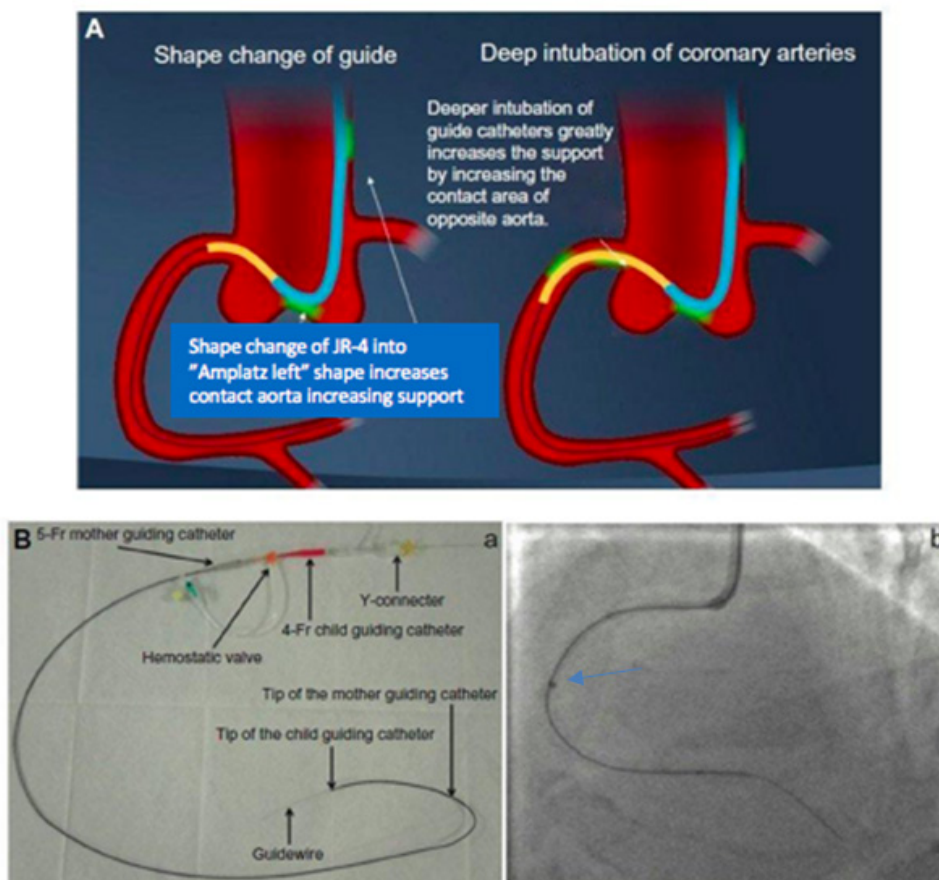 A
Shape change of guide
Deep intubation of coronary arteries
Deeper intubation of
guide catheters greatly
increases the support
by increasing the
contact area of
opposite aorta.
Shape change of JR-4 into
”Amplatz left” shape increases
contact aorta increasing support
B
5-Fr mother guiding catheter
a
Y-connecter
4-Fr child guiding catheter
Hemostatic valve
Tip of the mother guiding catheter
Tip of the child guiding catheter
Guidewire
b